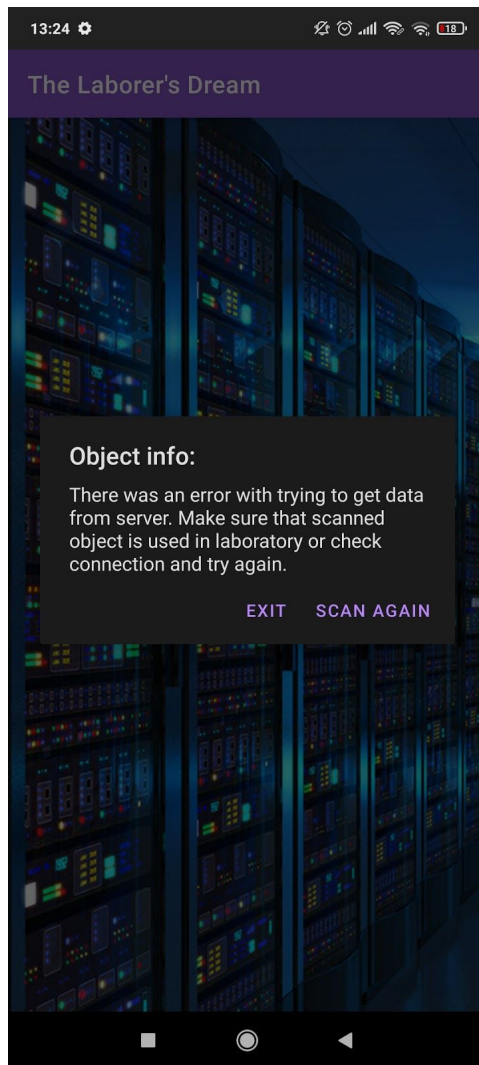 13:24
18
The Laborer's Dream
Object info:
There was an error with trying to get data
from server. Make sure that scanned
object is used in laboratory or check
connection and try again.
EXIT SCAN AGAIN